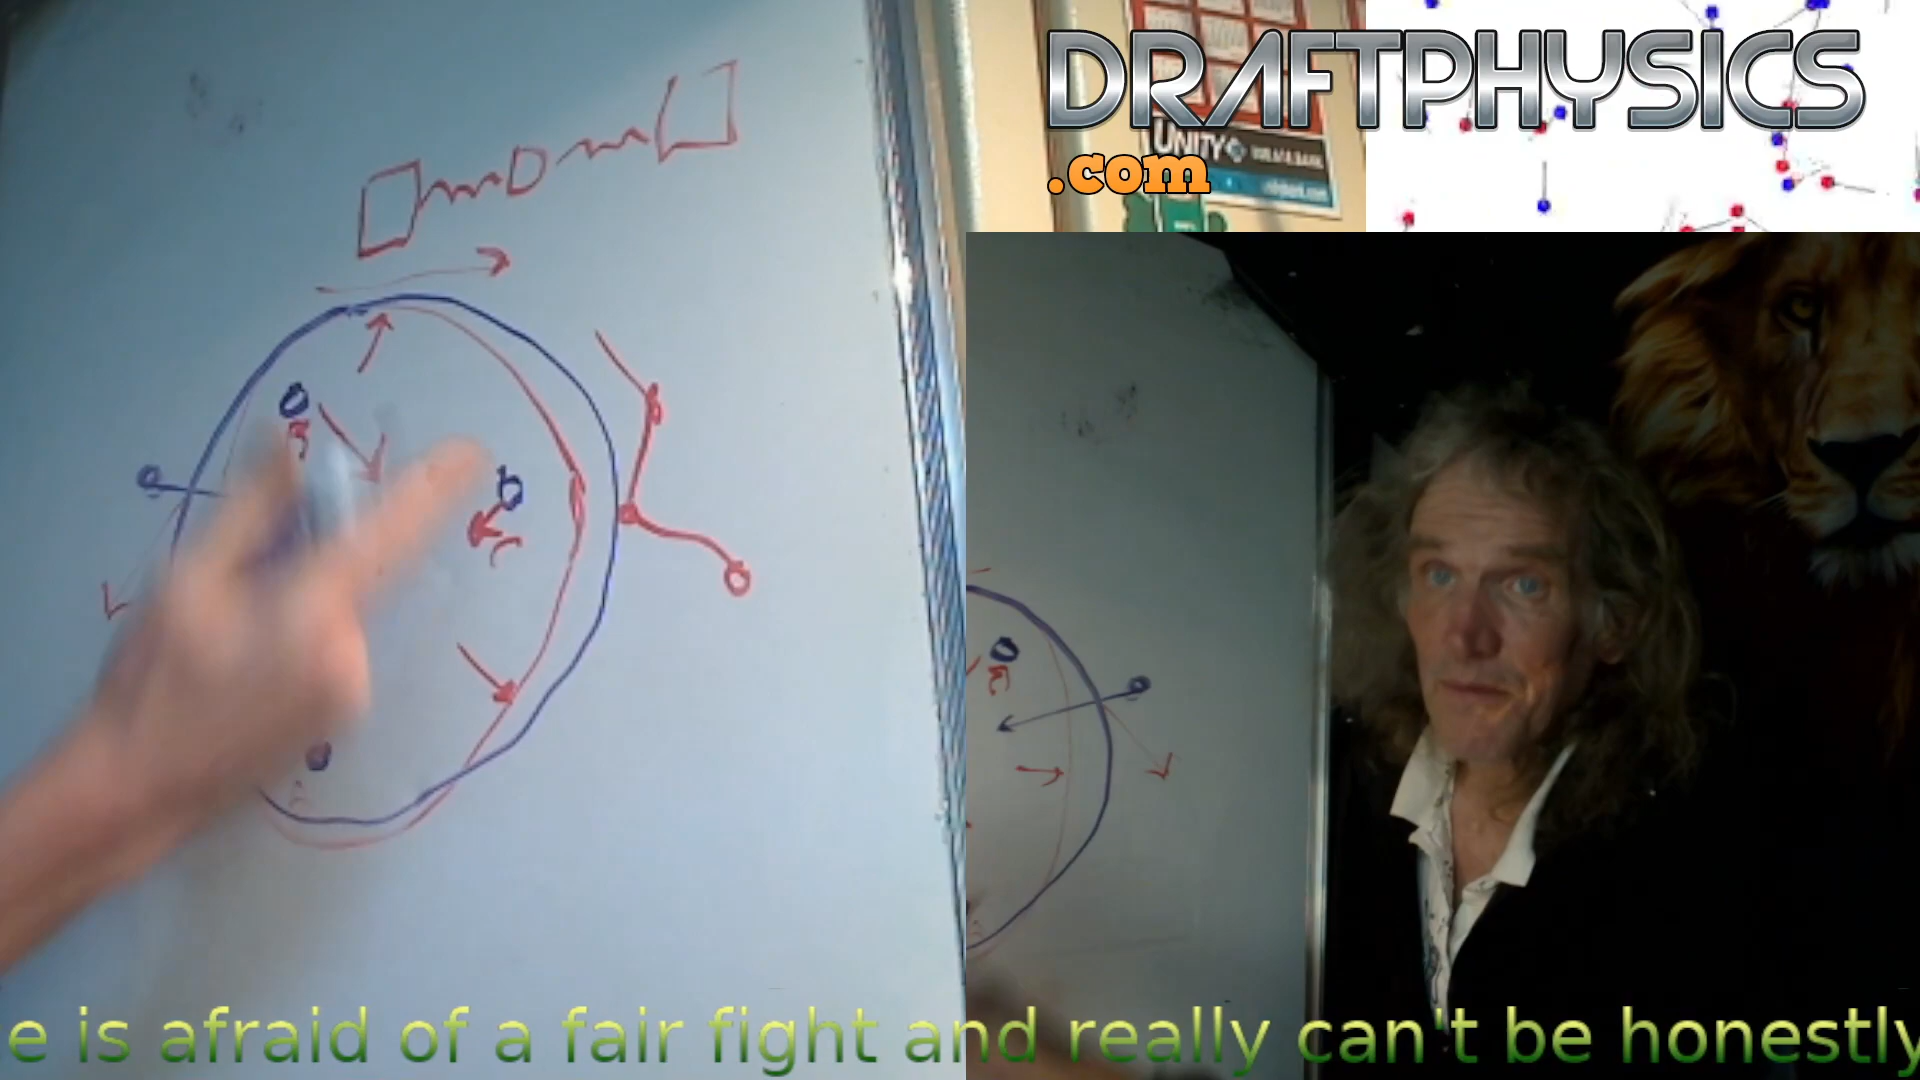 DRAFTPHYSICS
.com
UNITY
e is afraid of a fair fight and really can't be honestly